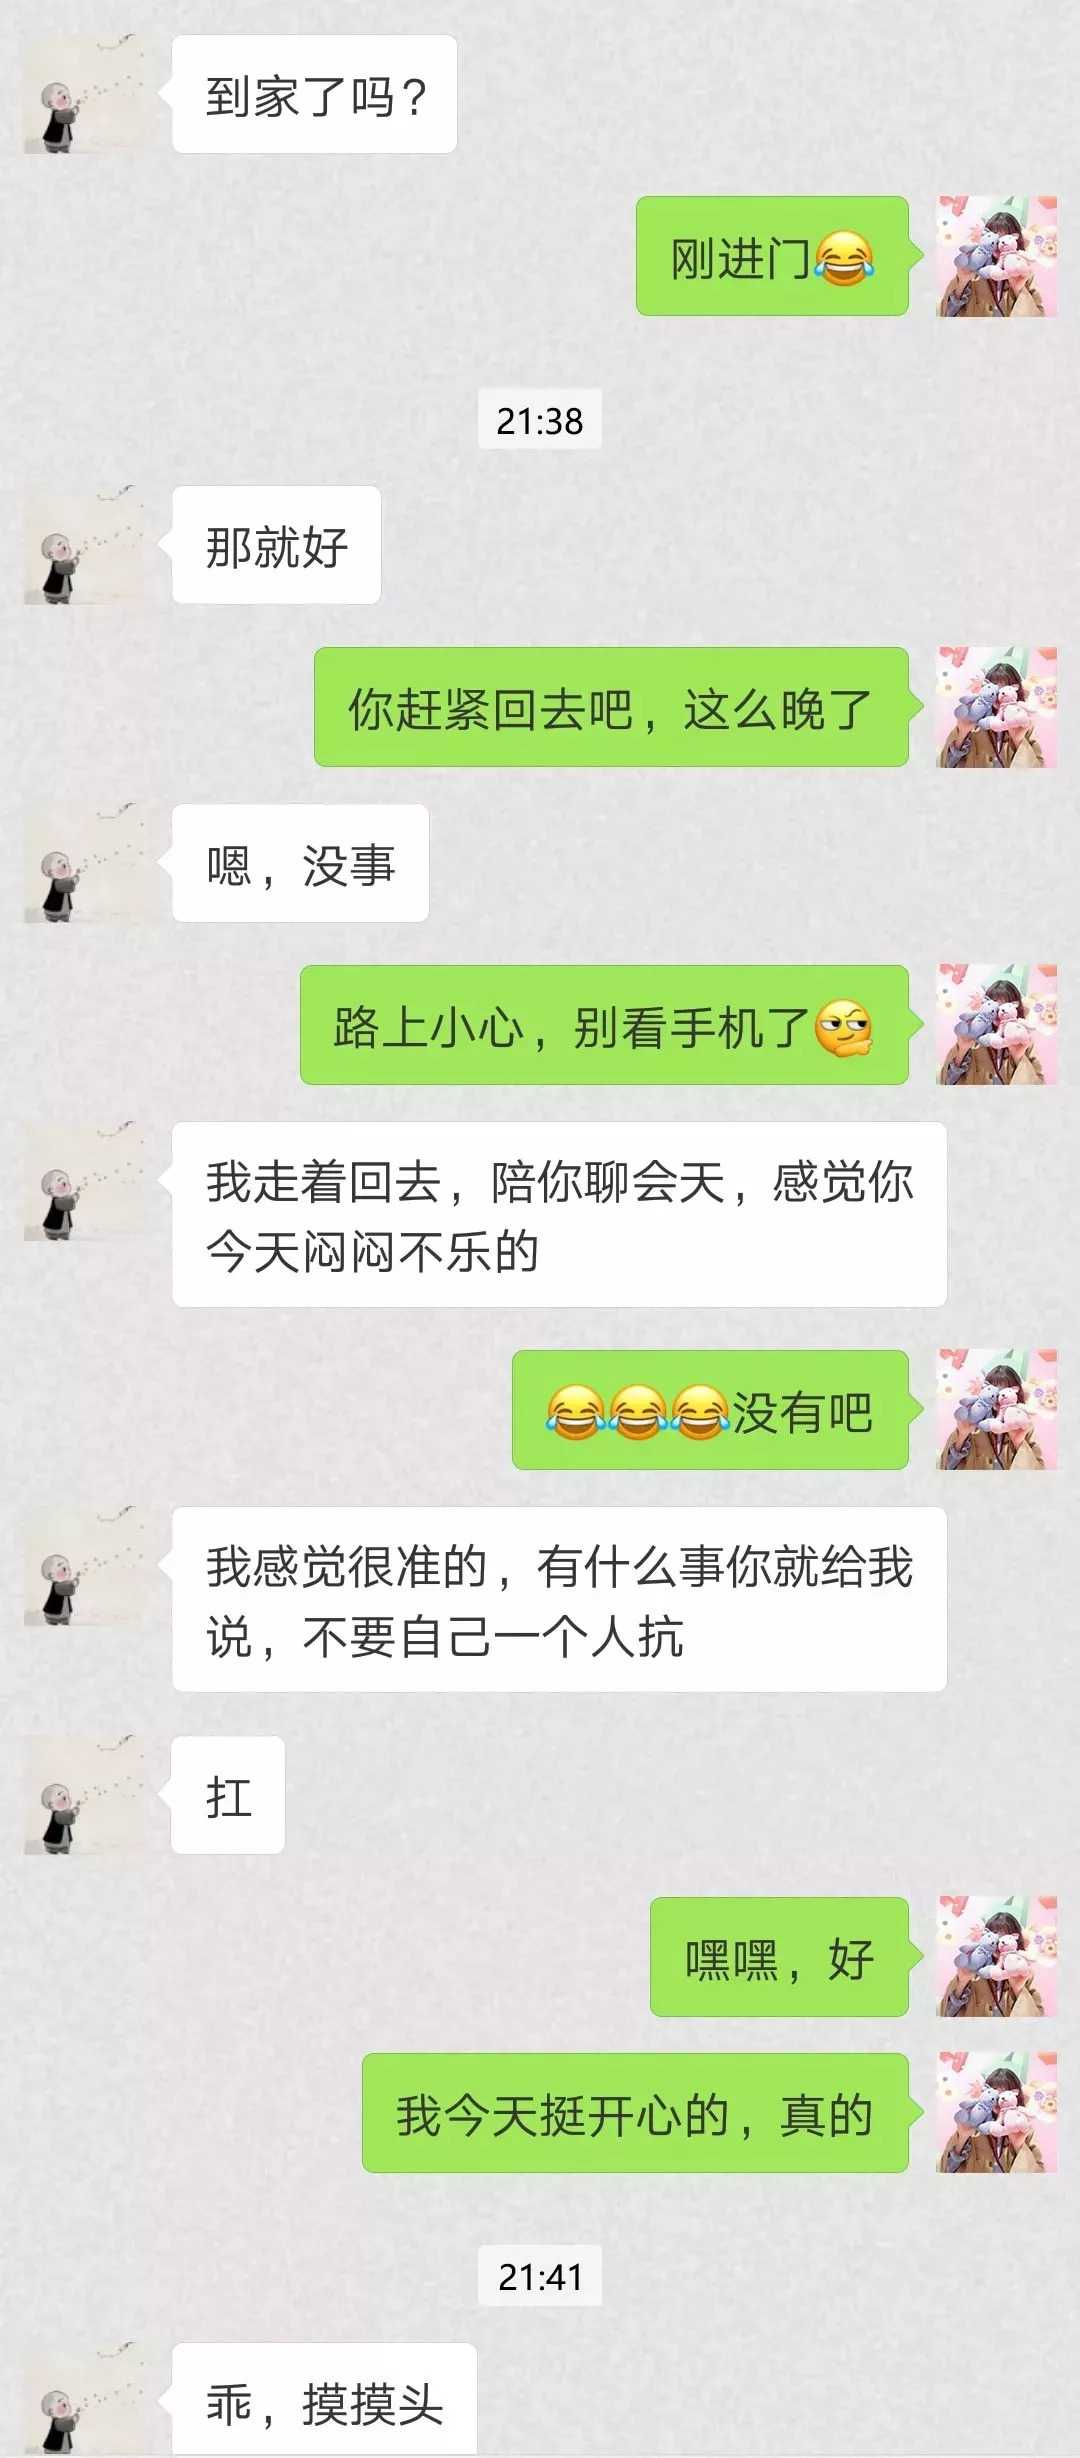 到家了吗?
刚进门😂
21:38
那就好
你赶紧回去吧，这么晚了
嗯，没事
路上小心，别看手机了🤔
我走着回去，陪你聊会天，感觉你
今天闷闷不乐的
😂😂😂没有吧
我感觉很准的，有什么事你就给我
说，不要自己一个人抗
扛
嘿嘿，好
我今天挺开心的，真的
21:41
乖，摸摸头